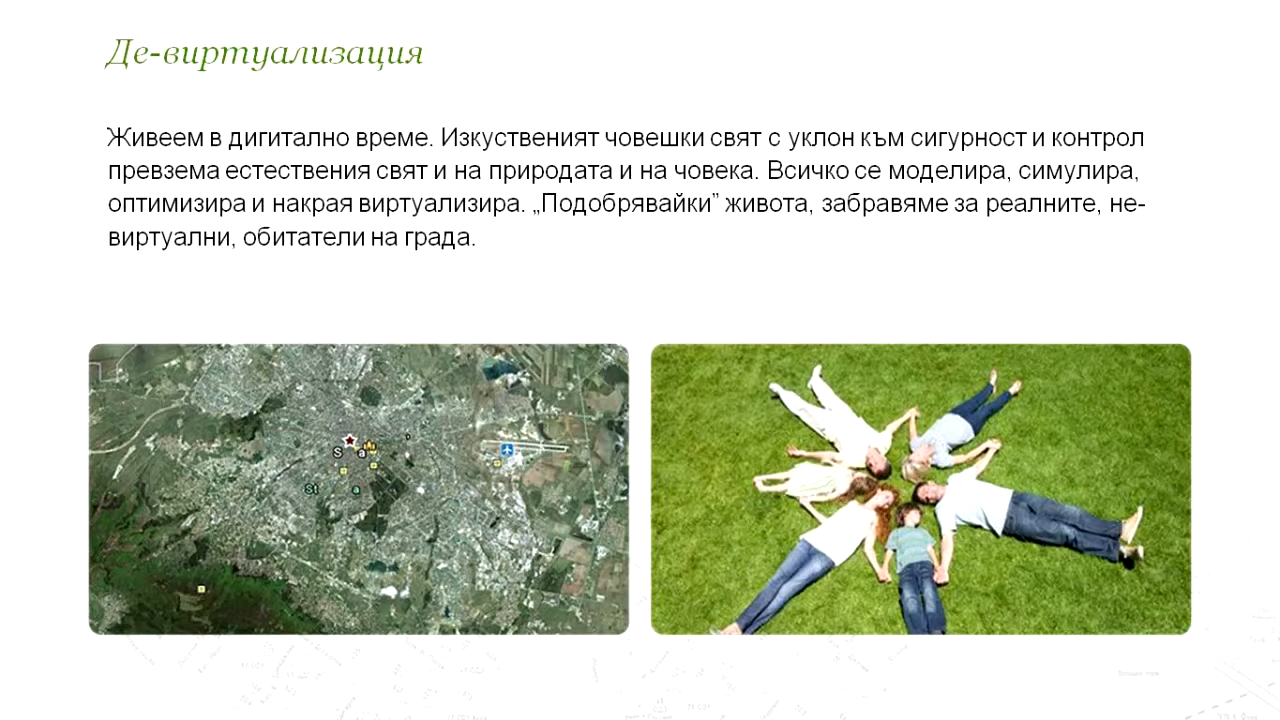 Де-виртуализация
Живеем в дигитално време. Изкуственият човешки свят с уклон към сигурност и контрол
превзема естествения свят и на природата и на човека. Всичко се моделира, симулира,
оптимизира и накрая виртуализира. „Подобрявайки” живота, забравяме за реалните, не-
виртуални, обитатели на града.
S a
St a